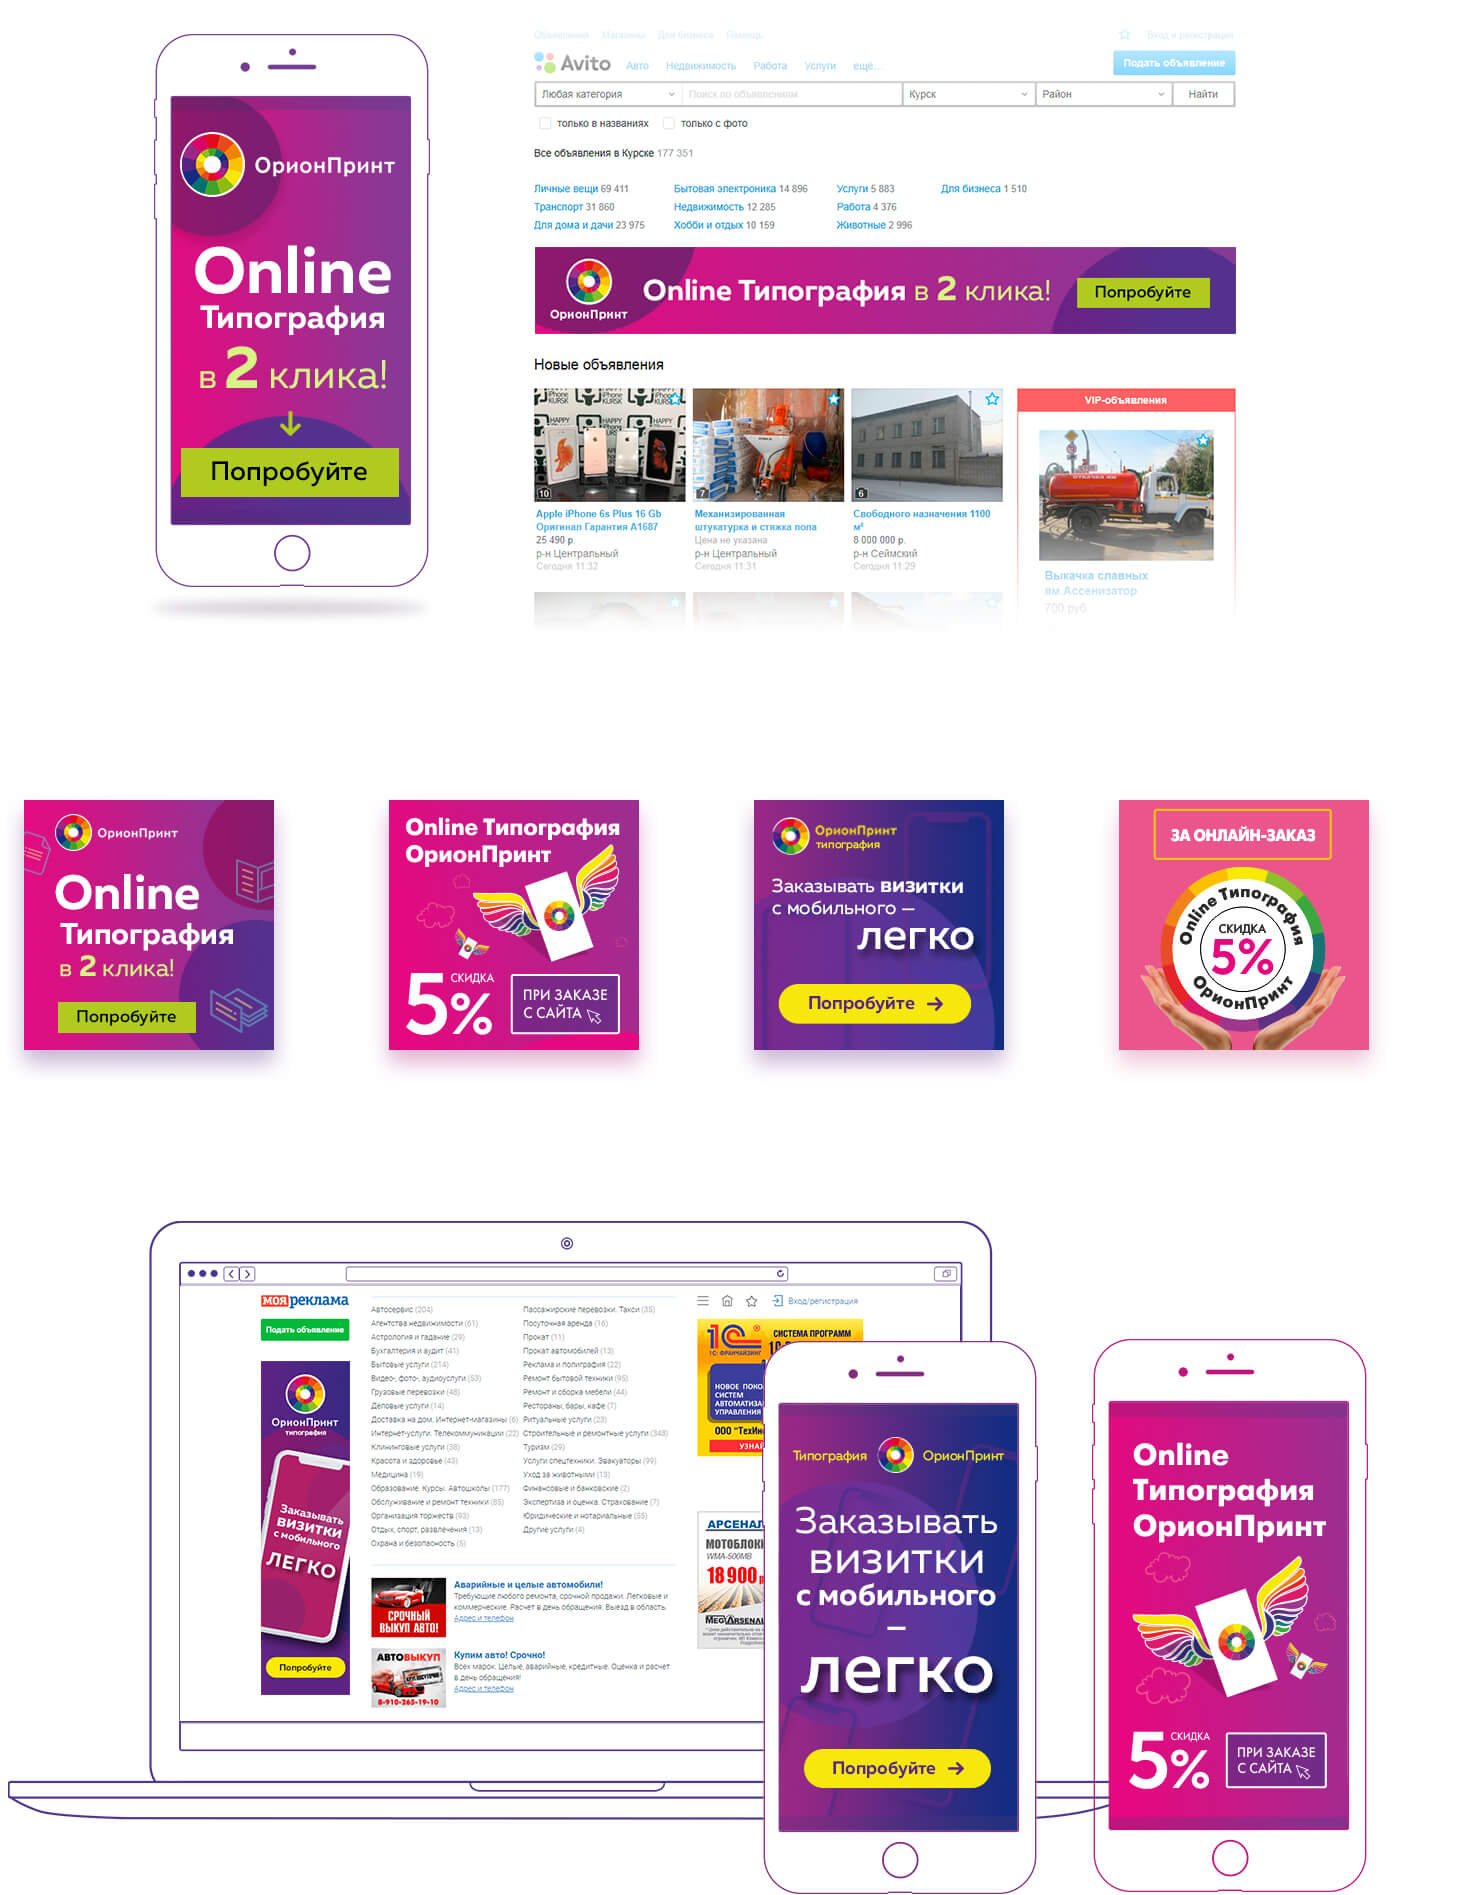 ОрионПринт
Online
Типография
в 2 клика!
Попробуйте
Объявления Магазины Для бизнеса Помощь
Вход и регистрация
Avito Авто Недвижимость Работа Услуги ещё...
Подать объявление
Любая категория Поиск по объявлениям Курск Район Найти
только в названиях только с фото
Все объявления в Курске 177 351
Личные вещи 69 411 Бытовая электроника 14 896 Услуги 5 883 Для бизнеса 1 510
Транспорт 31 860 Недвижимость 12 285 Работа 4 376
Для дома и дачи 23 975 Хобби и отдых 10 159 Животные 2 996
ОрионПринт
Online Типография в 2 клика!
Попробуйте
Новые объявления
10
Apple iPhone 6s Plus 16 Gb
Оригинал Гарантия А1687
25 490 р.
р-н Центральный
Сегодня 11:32
7
Механизированная
штукатурка и стяжка пола
Цена не указана
р-н Центральный
Сегодня 11:31
6
Свободного назначения 1100
м²
8 000 000 р.
р-н Сеймский
Сегодня 11:29
VIP-объявления
Выкачка сливных
ям.Ассенизатор
700 руб
ОрионПринт
Online
Типография
в 2 клика!
Попробуйте
Online Типография
ОрионПринт
СКИДКА
5%
ПРИ ЗАКАЗЕ
С САЙТА
ОрионПринт
типография
Заказывать визитки
с мобильного —
легко
Попробуйте
ЗА ОНЛАЙН-ЗАКАЗ
Online Типография
СКИДКА
5%
ОрионПринт
МОЯ реклама
Подать объявление
ОрионПринт
типография
Заказывать
визитки
с мобильного
ЛЕГКО
Попробуйте
Автосервис (204)
Агентства недвижимости (61)
Астрология и гадание (29)
Бухгалтерия и аудит (41)
Бытовые услуги (214)
Видео-, фото-, аудиоуслуги (53)
Грузовые перевозки (48)
Деловые услуги (14)
Доставка на дом. Интернет-магазины (6)
Интернет-услуги. Телекоммуникации (22)
Клининговые услуги (38)
Красота и здоровье (43)
Медицина (19)
Образование. Курсы. Автошколы (177)
Обслуживание и ремонт техники (85)
Организация торжеств (93)
Отдых, спорт, развлечения (13)
Охрана и безопасность (5)
Пассажирские перевозки. Такси (35)
Посуточная аренда (16)
Прокат (11)
Прокат автомобилей (13)
Реклама и полиграфия (22)
Ремонт бытовой техники (95)
Ремонт и сборка мебели (44)
Рестораны, бары, кафе (7)
Ритуальные услуги (23)
Строительные и ремонтные услуги (348)
Туризм (29)
Услуги спецтехники. Эвакуаторы (99)
Уход за животными (13)
Финансовые и банковские (2)
Экспертиза и оценка. Страхование (7)
Юридические и нотариальные (55)
Другие услуги (4)
СРОЧНЫЙ
ВЫКУП АВТО!
Аварийные и целые автомобили!
Требующие любого ремонта, срочной продажи. Легковые и
коммерческие. Расчет в день обращения. Выезд в область.
Адрес и телефон
АВТОВЫКУП
8-910-265-19-10
Купим авто! Срочно!
Всех марок. Целые, аварийные, кредитные. Оценка и расчет
в день обращения!
Адрес и телефон
Вход/регистрация
1С
1С: ФРАНЧАЙЗИНГ
СИСТЕМА ПРОГРАММ
НОВОЕ ПОКОЛ
СИСТЕМ
АВТОМАТИЗА
УПРАВЛЕНИЯ
ООО "ТехИн
УЗНАЙ
АРСЕНАЛ
МОТОБЛОК
WMA-500MB
18 900
MEGAARSENAL
Типография ОрионПринт
Заказывать
визитки
с мобильного
—
легко
Попробуйте
Online
Типография
ОрионПринт
СКИДКА
5%
ПРИ ЗАКАЗЕ
С САЙТА